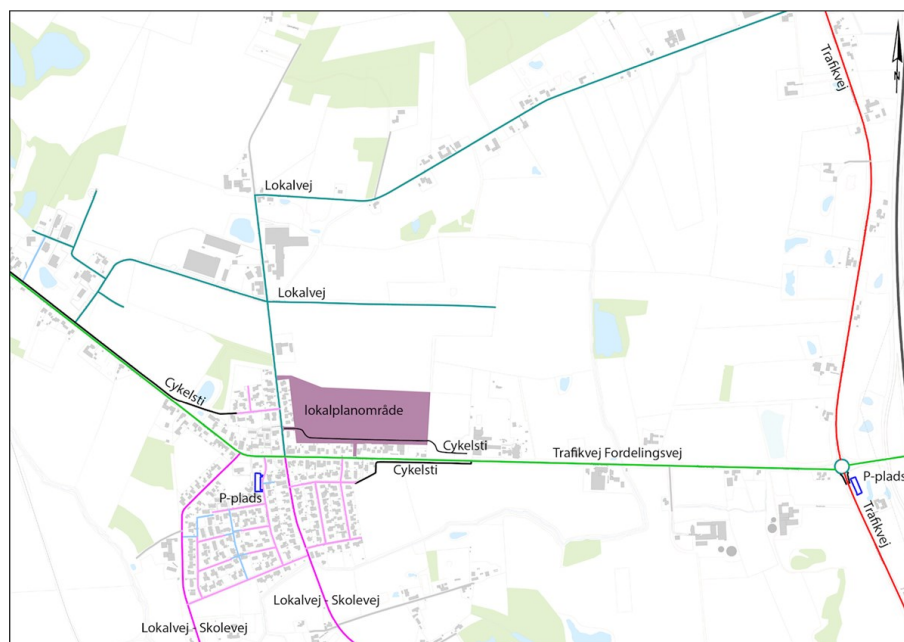 Trafikvej
N
Lokalvej
Lokalvej
Cykelsti
lokalplanområde
Cykelsti
Trafikvej Fordelingsvej
Cykelsti
P-plads
P-plads
Trafikvej
Lokalvej - Skolevej
Lokalvej - Skolevej